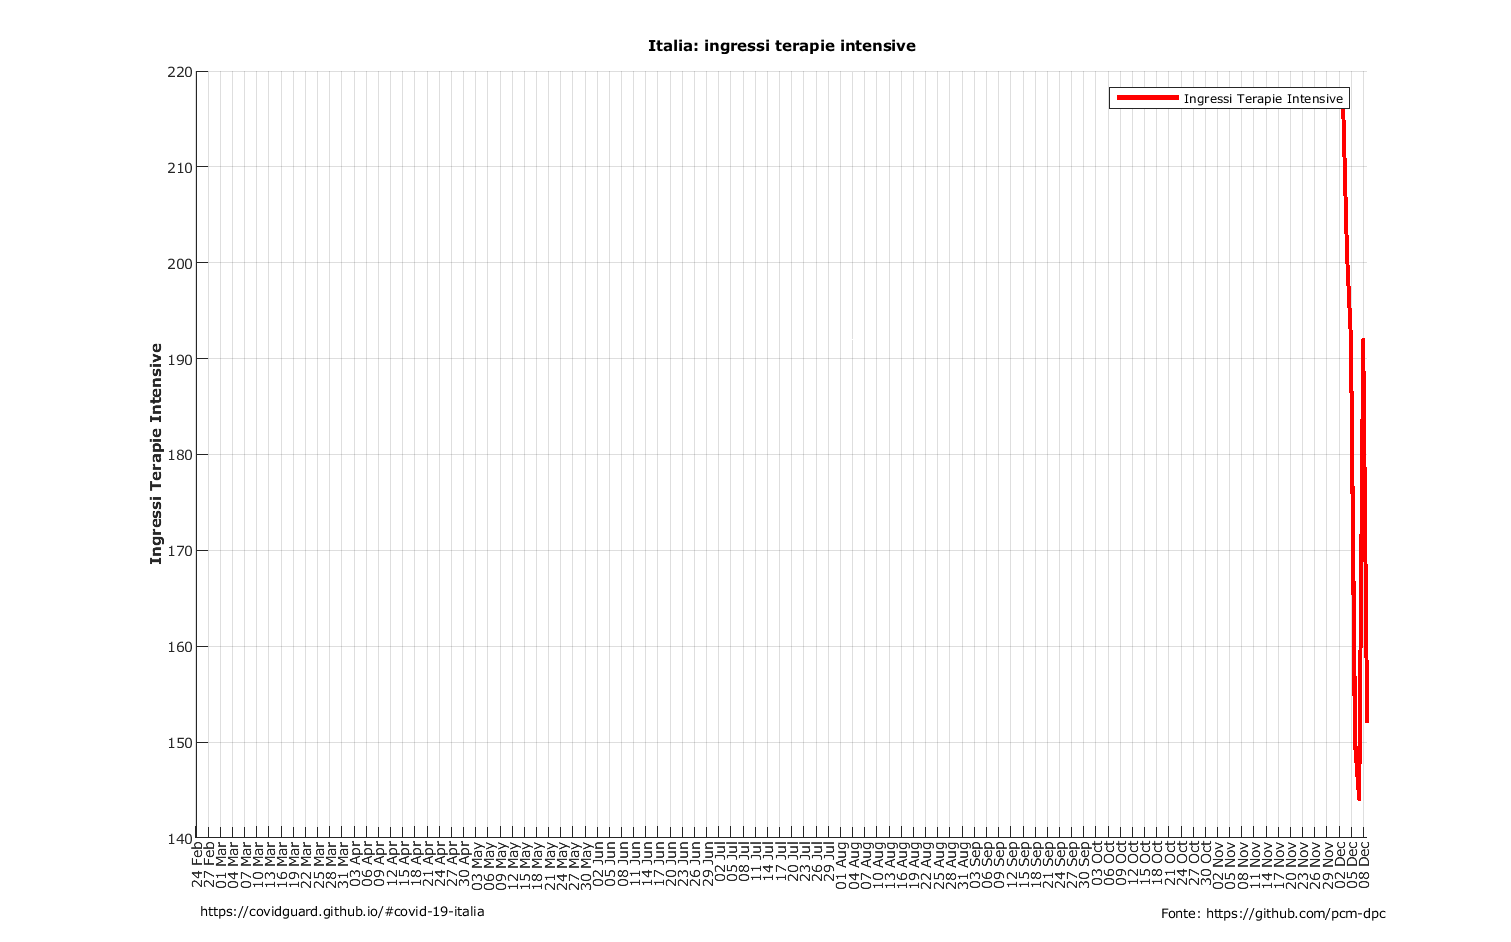 Italia: ingressi terapie intensive
Ingressi Terapie Intensive
Ingressi Terapie Intensive
220
210
200
190
180
170
160
150
140
24 Feb
27 Feb
01 Mar
04 Mar
07 Mar
10 Mar
13 Mar
16 Mar
19 Mar
22 Mar
25 Mar
28 Mar
31 Mar
03 Apr
06 Apr
09 Apr
12 Apr
15 Apr
18 Apr
21 Apr
24 Apr
27 Apr
30 Apr
03 May
06 May
09 May
12 May
15 May
18 May
21 May
24 May
27 May
30 May
02 Jun
05 Jun
08 Jun
11 Jun
14 Jun
17 Jun
20 Jun
23 Jun
26 Jun
29 Jun
02 Jul
05 Jul
08 Jul
11 Jul
14 Jul
17 Jul
20 Jul
23 Jul
26 Jul
29 Jul
01 Aug
04 Aug
07 Aug
10 Aug
13 Aug
16 Aug
19 Aug
22 Aug
25 Aug
28 Aug
31 Aug
03 Sep
06 Sep
09 Sep
12 Sep
15 Sep
18 Sep
21 Sep
24 Sep
27 Sep
30 Sep
03 Oct
06 Oct
09 Oct
12 Oct
15 Oct
18 Oct
21 Oct
24 Oct
27 Oct
30 Oct
02 Nov
05 Nov
08 Nov
11 Nov
14 Nov
17 Nov
20 Nov
23 Nov
26 Nov
29 Nov
02 Dec
05 Dec
08 Dec
https://covidguard.github.io/#covid-19-italia
Fonte: https://github.com/pcm-dpc